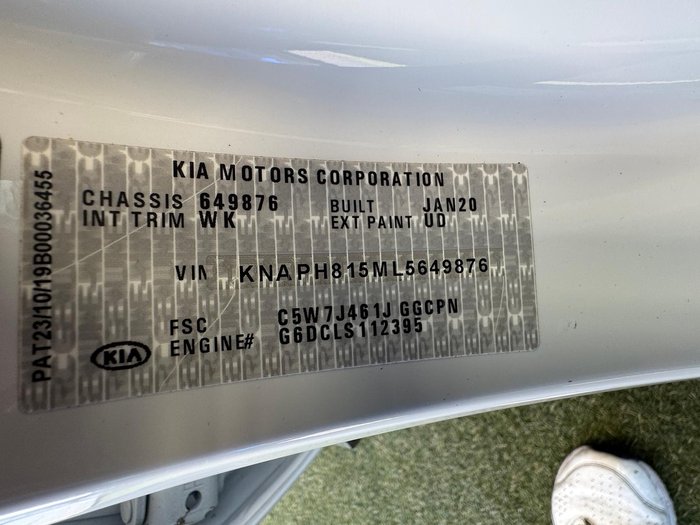 KIA MOTORS CORPORATION
CHASSIS 649876 BUILT JAN20
INT TRIM WK EXT PAINT UD
VIN KNAPH815ML5649876
FSC C5W7J461J GGCPN
ENGINE# G6DCLS112395
KIA
PAT23/10/19B00036455